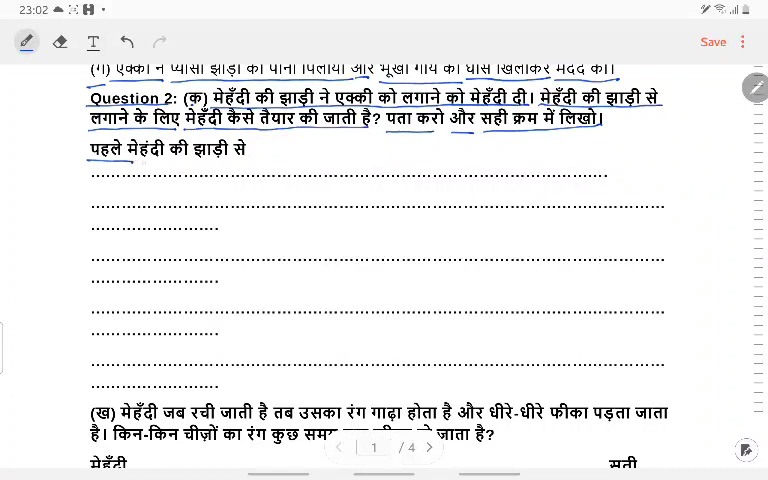 23:02
Save
(ग) एक्की ने प्यासी झाड़ी को पानी पिलाया और भूखी गाय को घास खिलाकर मदद की।
Question 2: (क) मेहँदी की झाड़ी ने एक्की को लगाने को मेहँदी दी। मेहँदी की झाड़ी से
लगाने के लिए मेहँदी कैसे तैयार की जाती है? पता करो और सही क्रम में लिखो।
पहले मेहंदी की झाड़ी से
(ख) मेहँदी जब रची जाती है तब उसका रंग गाढ़ा होता है और धीरे-धीरे फीका पड़ता जाता
है। किन-किन चीज़ों का रंग कुछ समय जाता है?
1 / 4
मेहँदी